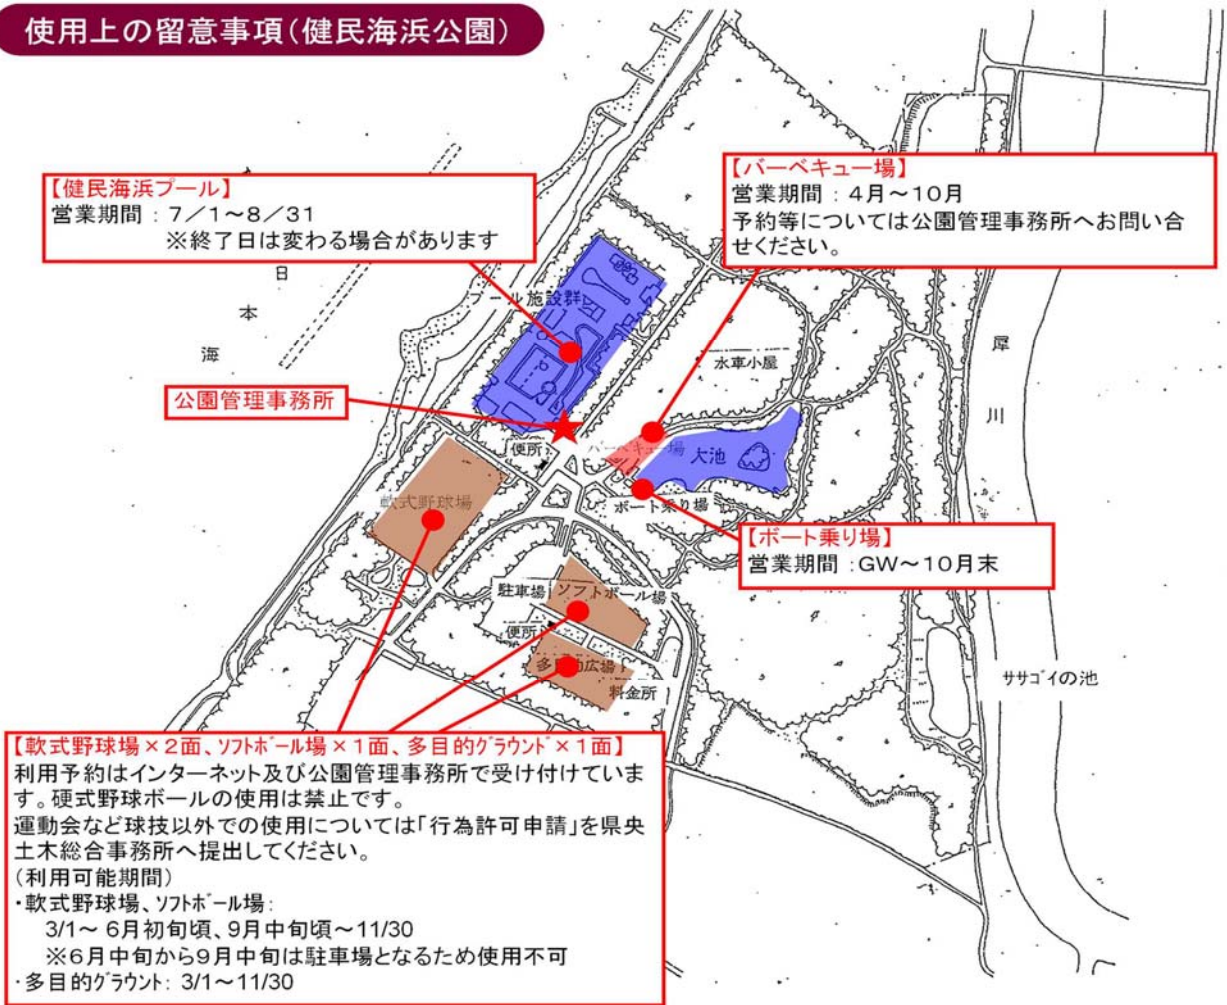 使用上の留意事項(健民海浜公園)
【健民海浜プール】
営業期間：7／1～8／31
※終了日は変わる場合があります
【バーベキュー場】
営業期間：4月～10月
予約等については公園管理事務所へお問い合
せください。
日
本
海
プール施設群
水車小屋
犀
川
公園管理事務所
便所
バーベキュー場
大池
軟式野球場
ボート乗り場
【ボート乗り場】
営業期間：GW～10月末
駐車場
ソフトボール場
便所
多目的広場
料金所
ササゴイの池
【軟式野球場×2面、ソフトボール場×1面、多目的グラウンド×1面】
利用予約はインターネット及び公園管理事務所で受け付けていま
す。硬式野球ボールの使用は禁止です。
運動会など球技以外での使用については「行為許可申請」を県央
土木総合事務所へ提出してください。
(利用可能期間)
・軟式野球場、ソフトボール場：
3/1～ 6月初旬頃、9月中旬頃～11/30
※6月中旬から9月中旬は駐車場となるため使用不可
・多目的グラウント：3/1～11/30